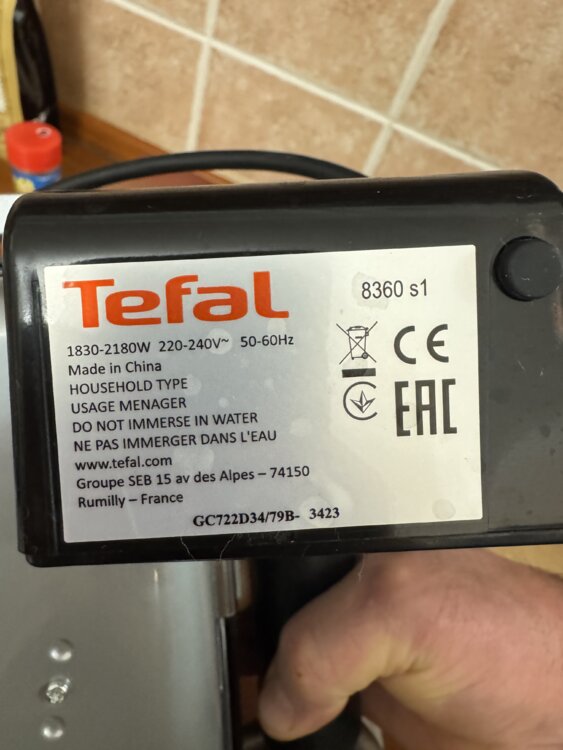 Tefal
8360 s1
1830-2180W 220-240V~ 50-60Hz
Made in China
HOUSEHOLD TYPE
USAGE MENAGER
DO NOT IMMERSE IN WATER
NE PAS IMMERGER DANS L'EAU
www.tefal.com
Groupe SEB 15 av des Alpes – 74150
Rumilly – France
GC722D34/79B- 3423
CE
EAC